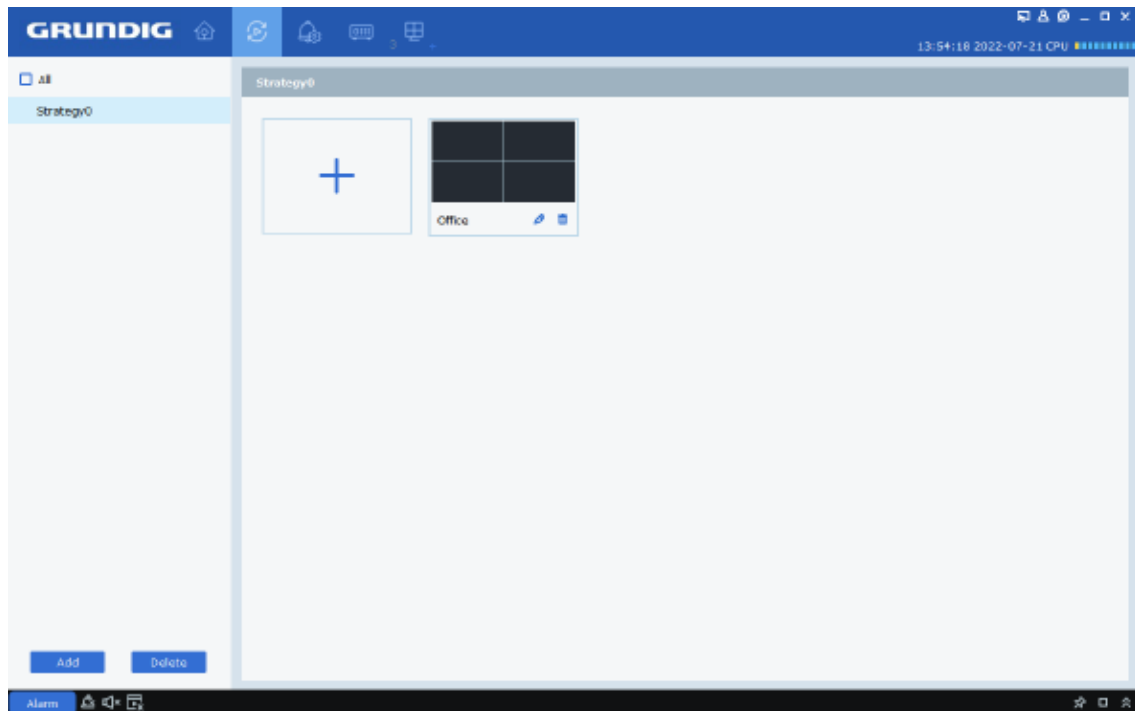 GRUNDIG
13:54:18 2022-07-21 CPU
All
Strategy0
Strategy0
Office
Add
Delete
Alarm